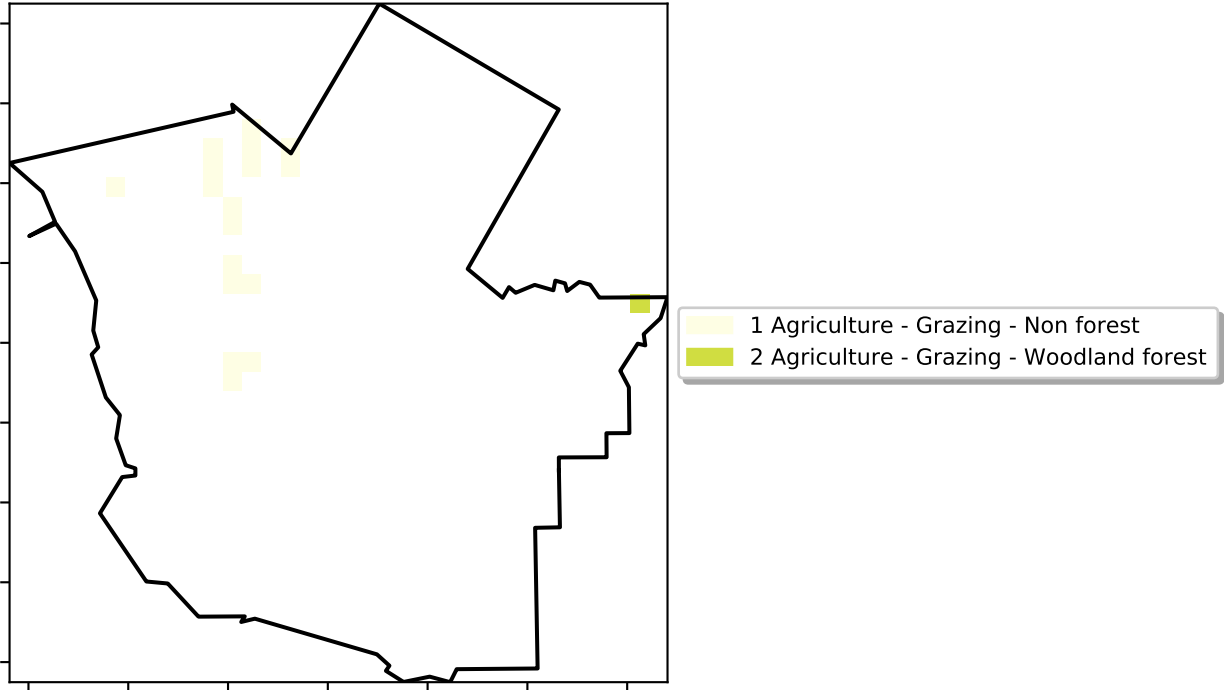 1 Agriculture - Grazing - Non forest
2 Agriculture - Grazing - Woodland forest